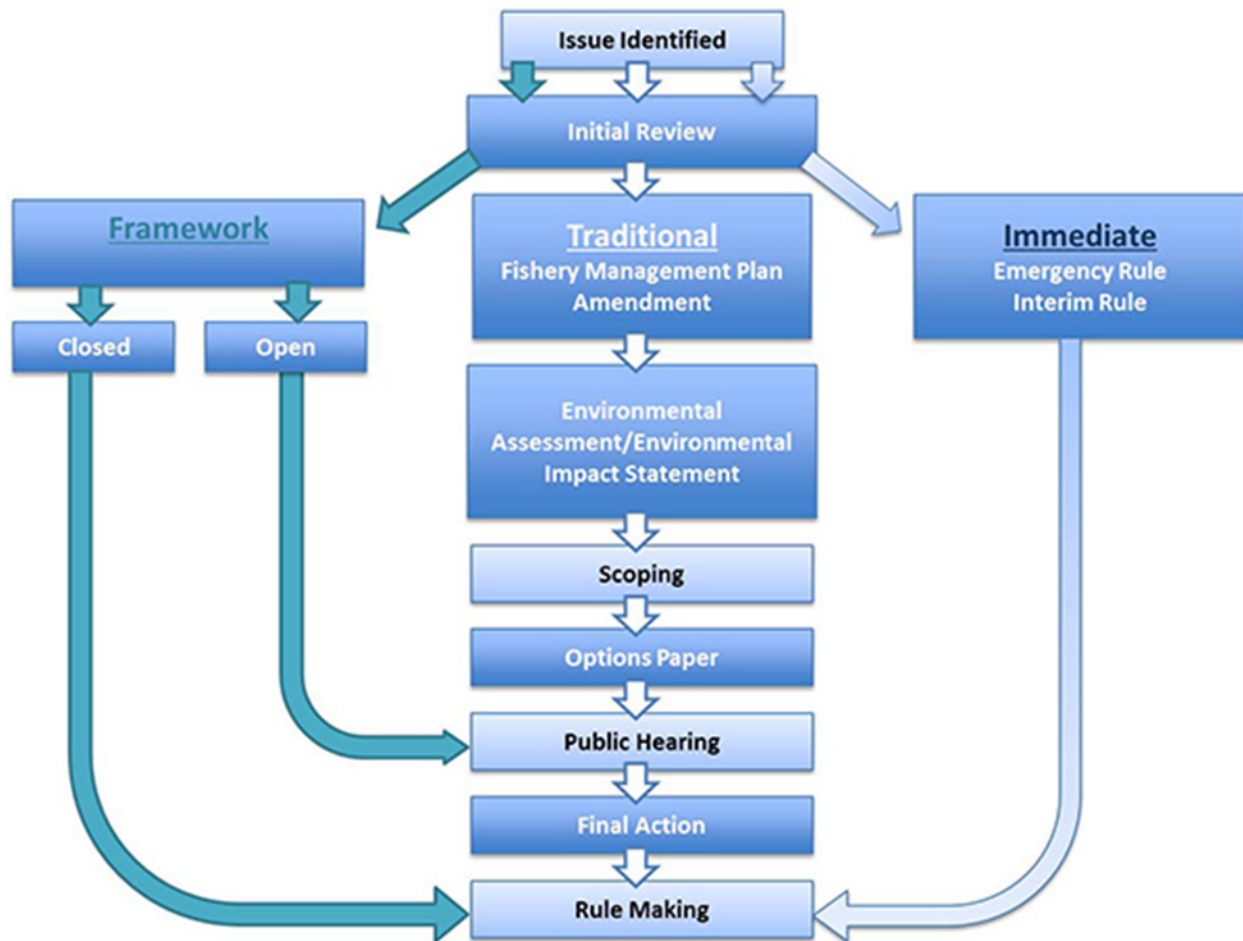 Issue Identified
Initial Review
Framework
Closed
Open
Traditional
Fishery Management Plan
Amendment
Immediate
Emergency Rule
Interim Rule
Environmental
Assessment/Environmental
Impact Statement
Scoping
Options Paper
Public Hearing
Final Action
Rule Making